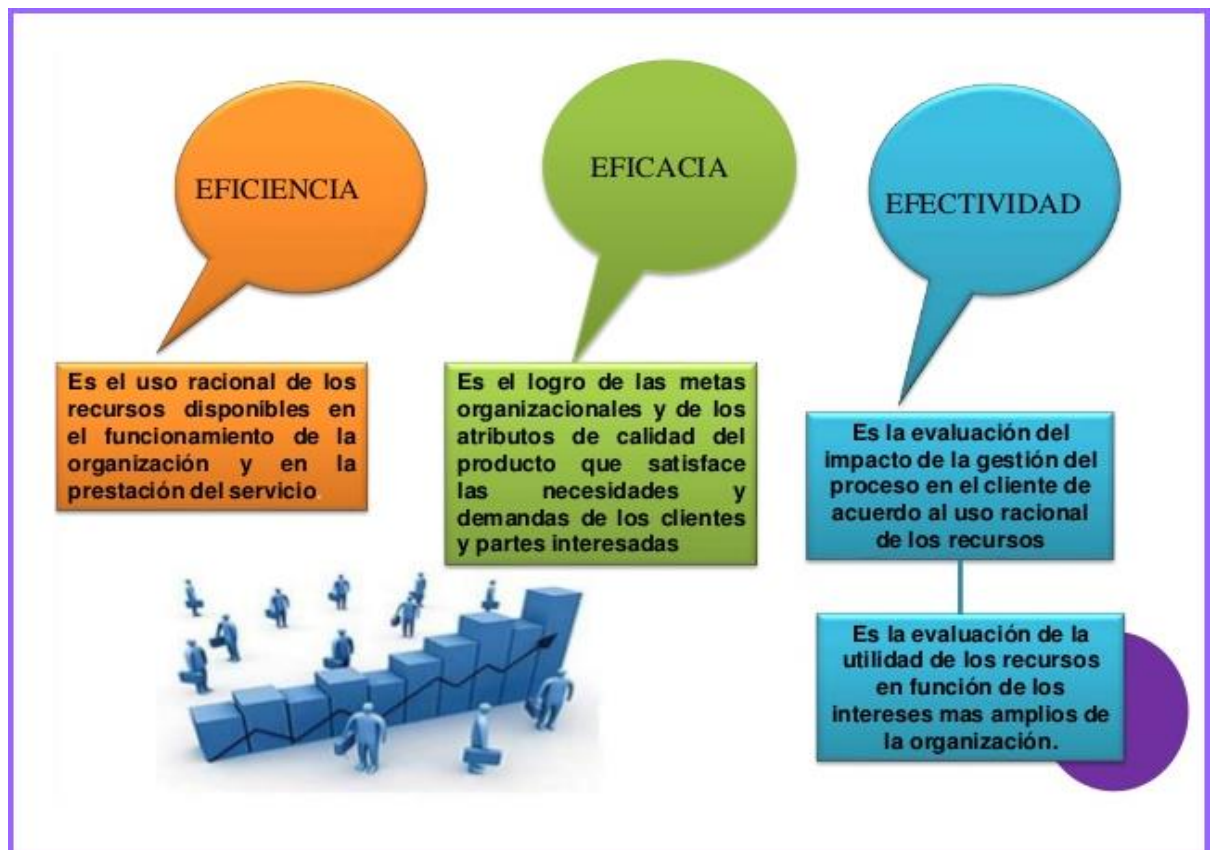 EFICIENCIA
Es el uso racional de los
recursos disponibles en
el funcionamiento de la
organización y en la
prestación del servicio.
EFICACIA
Es el logro de las metas
organizacionales y de los
atributos de calidad del
producto que satisface
las necesidades y
demandas de los clientes
y partes interesadas
EFECTIVIDAD
Es la evaluación del
impacto de la gestión del
proceso en el cliente de
acuerdo al uso racional
de los recursos
Es la evaluación de la
utilidad de los recursos
en función de los
intereses mas amplios de
la organización.